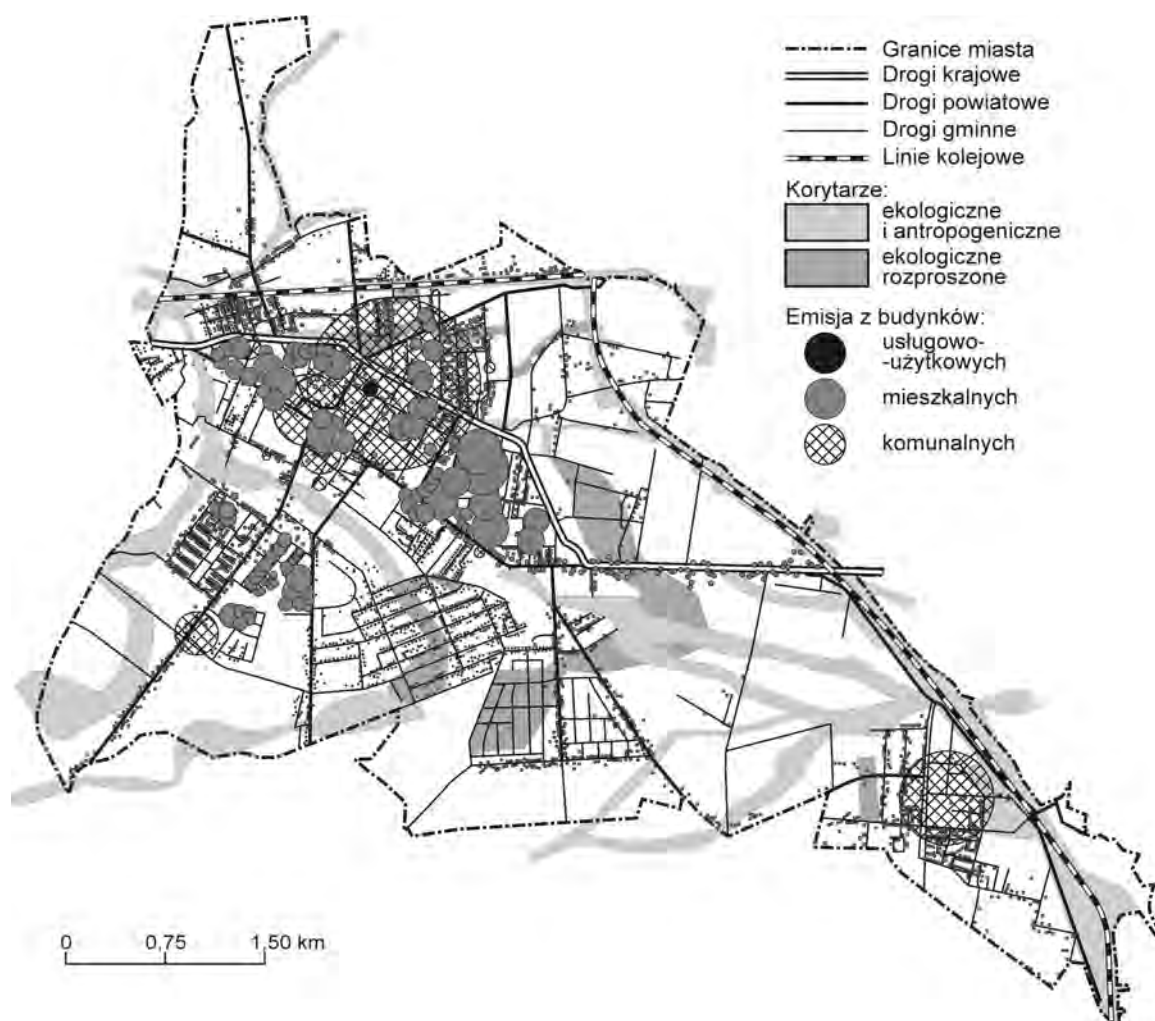 Granice miasta
Drogi krajowe
Drogi powiatowe
Drogi gminne
Linie kolejowe
Korytarze:
ekologiczne
i antropogeniczne
ekologiczne
rozproszone
Emisja z budynków:
usługowo-
-użytkowych
mieszkalnych
komunalnych
0 0,75 1,50 km